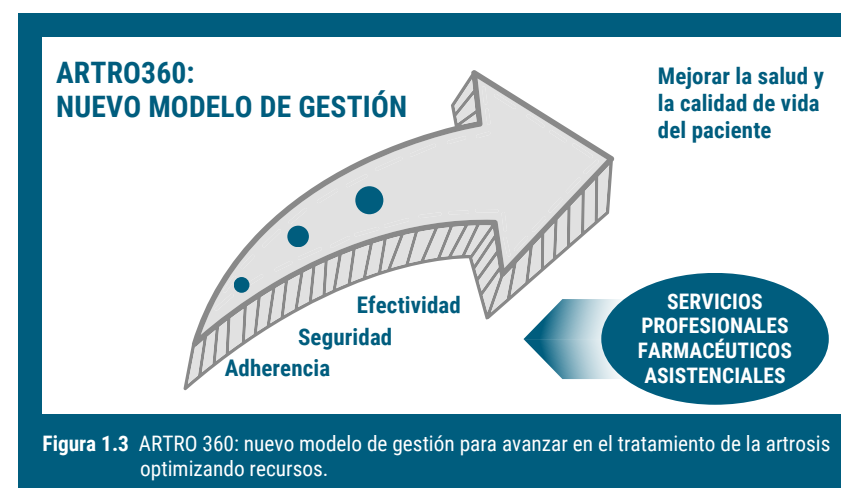 ARTRO360:
NUEVO MODELO DE GESTIÓN
Mejorar la salud y
la calidad de vida
del paciente
Efectividad
Seguridad
Adherencia
SERVICIOS
PROFESIONALES
FARMACÉUTICOS
ASISTENCIALES
Figura 1.3 ARTRO 360: nuevo modelo de gestión para avanzar en el tratamiento de la artrosis
optimizando recursos.